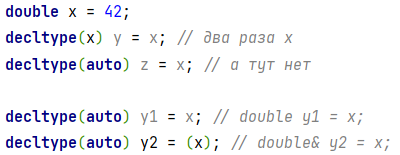 double x = 42;
decltype(x) y = x; // два раза x
decltype(auto) z = x; // а тут нет
decltype(auto) y1 = x; // double y1 = x;
decltype(auto) y2 = (x); // double& y2 = x;